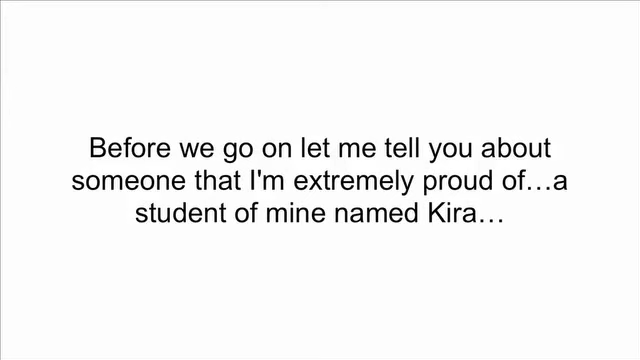 Before we go on let me tell you about
someone that I'm extremely proud of…a
student of mine named Kira…